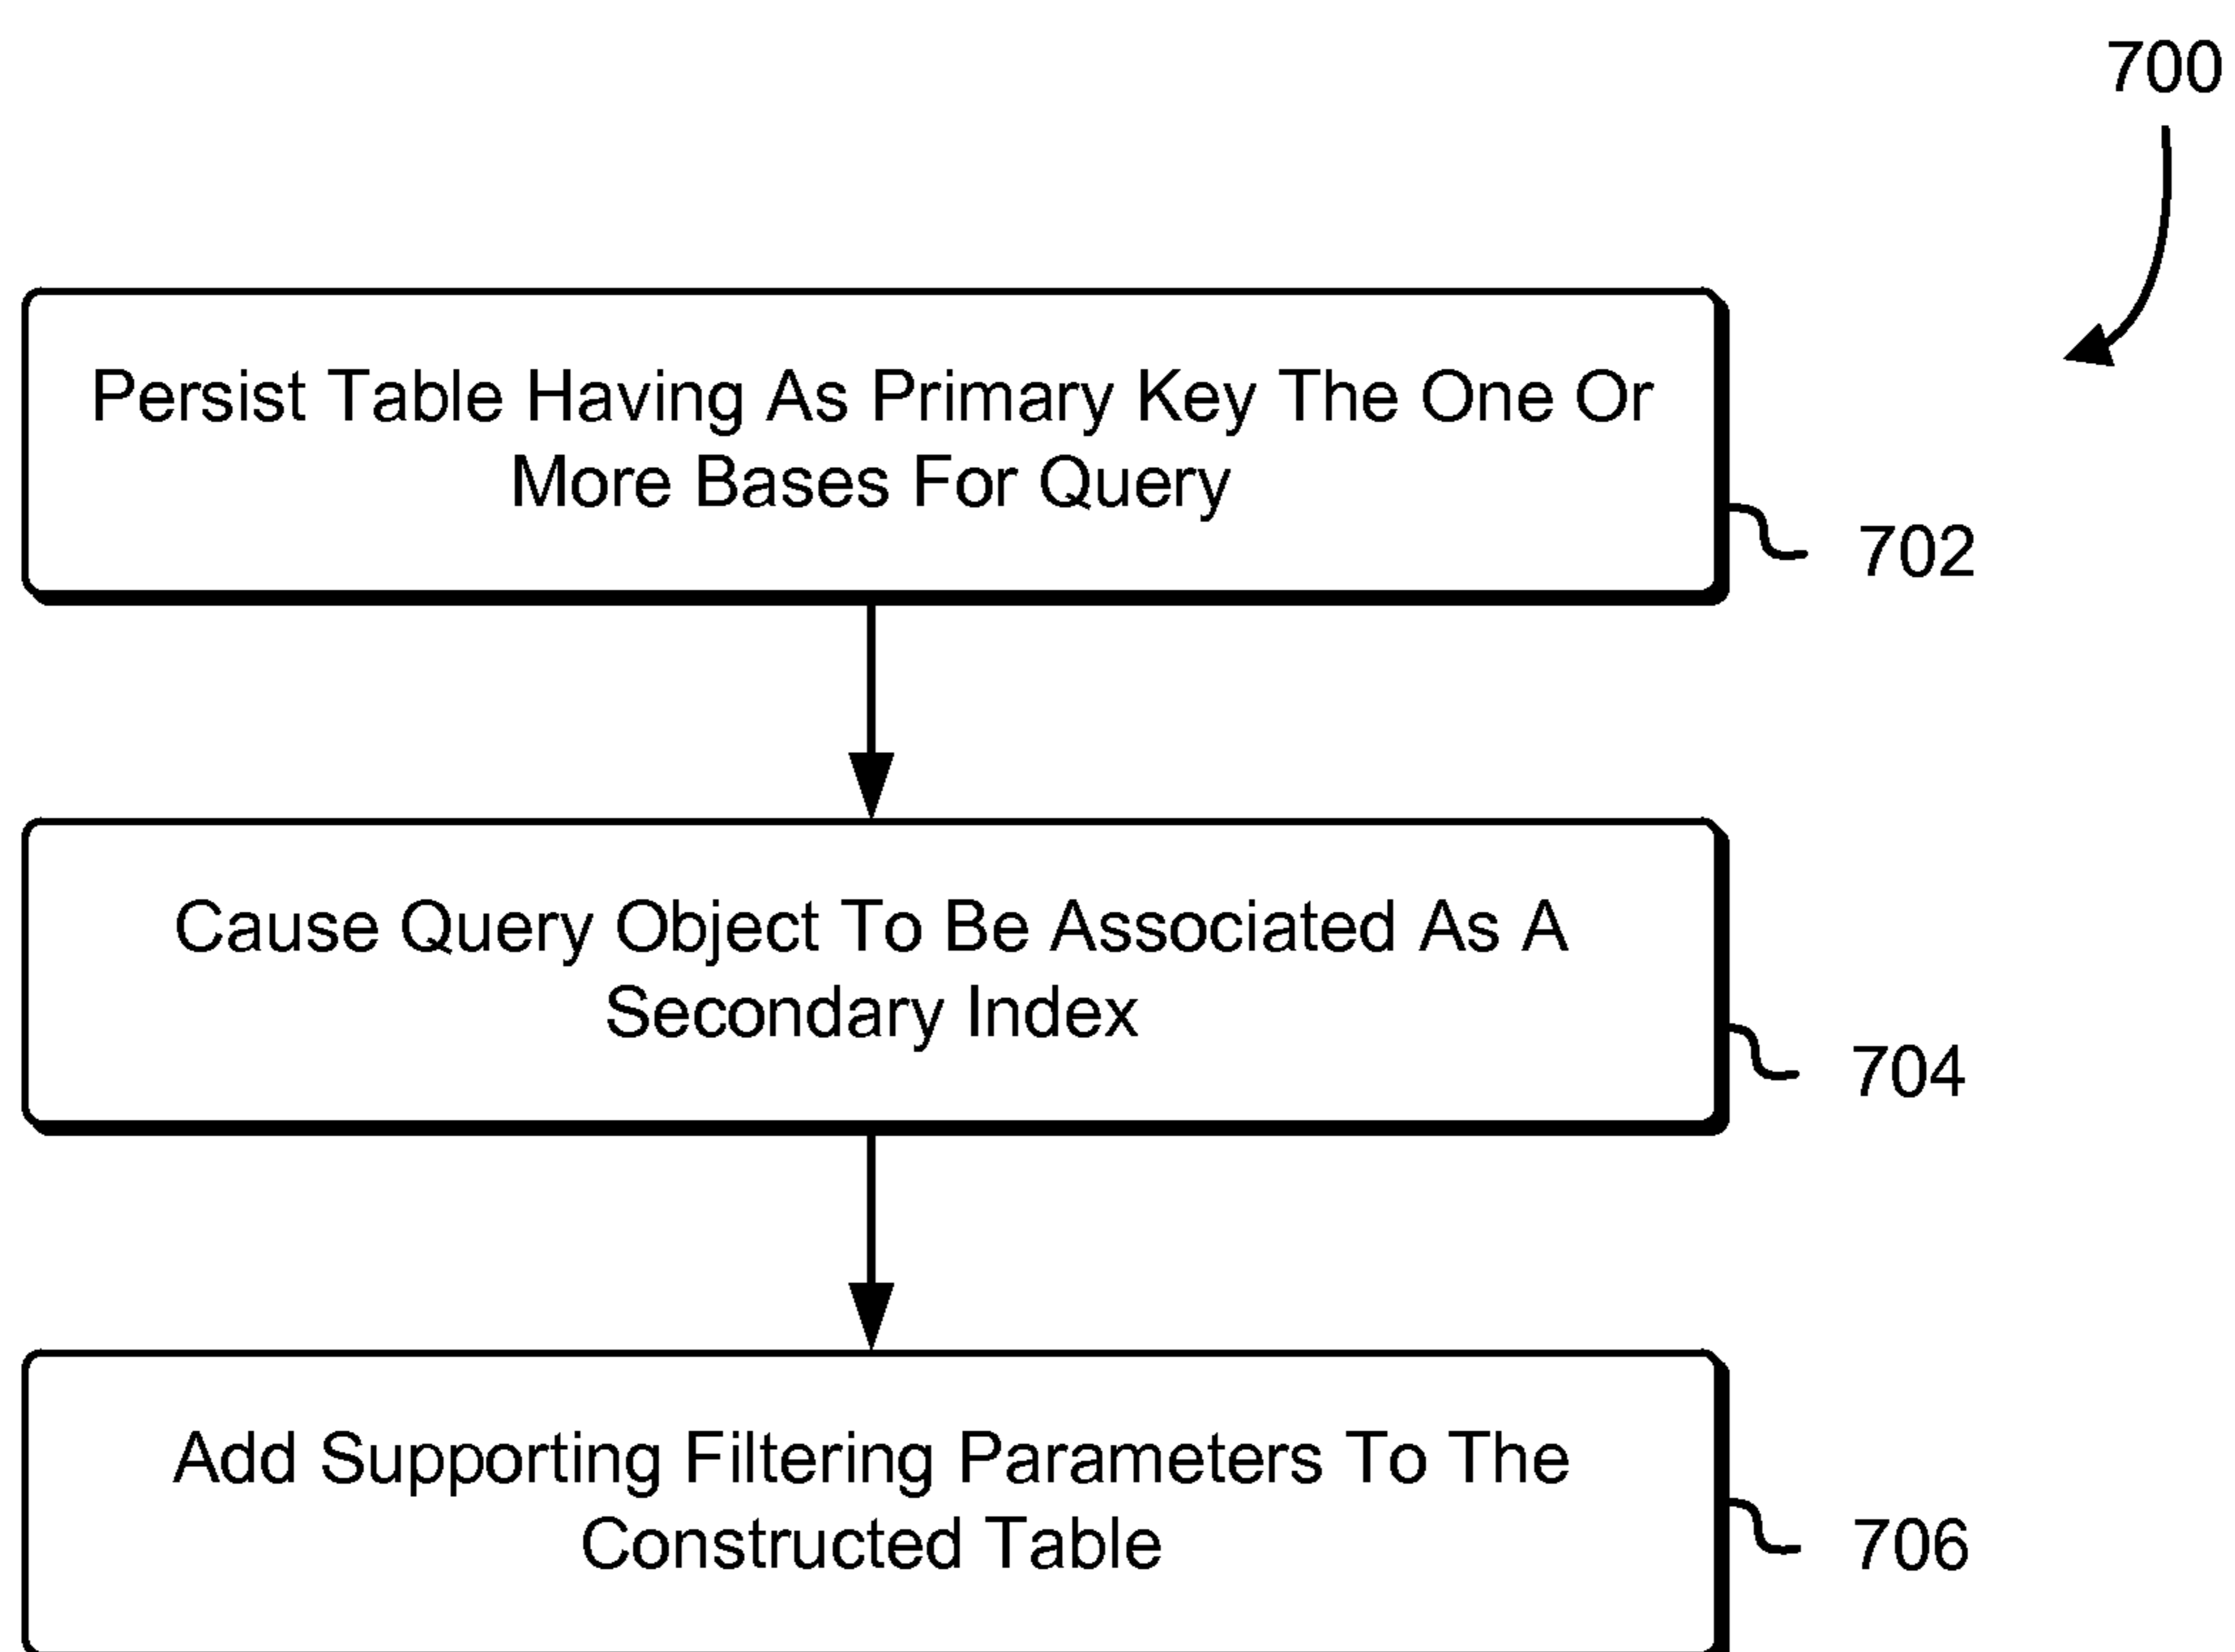 700
Persist Table Having As Primary Key The One Or
More Bases For Query
702
Cause Query Object To Be Associated As A
Secondary Index
704
Add Supporting Filtering Parameters To The
Constructed Table
706